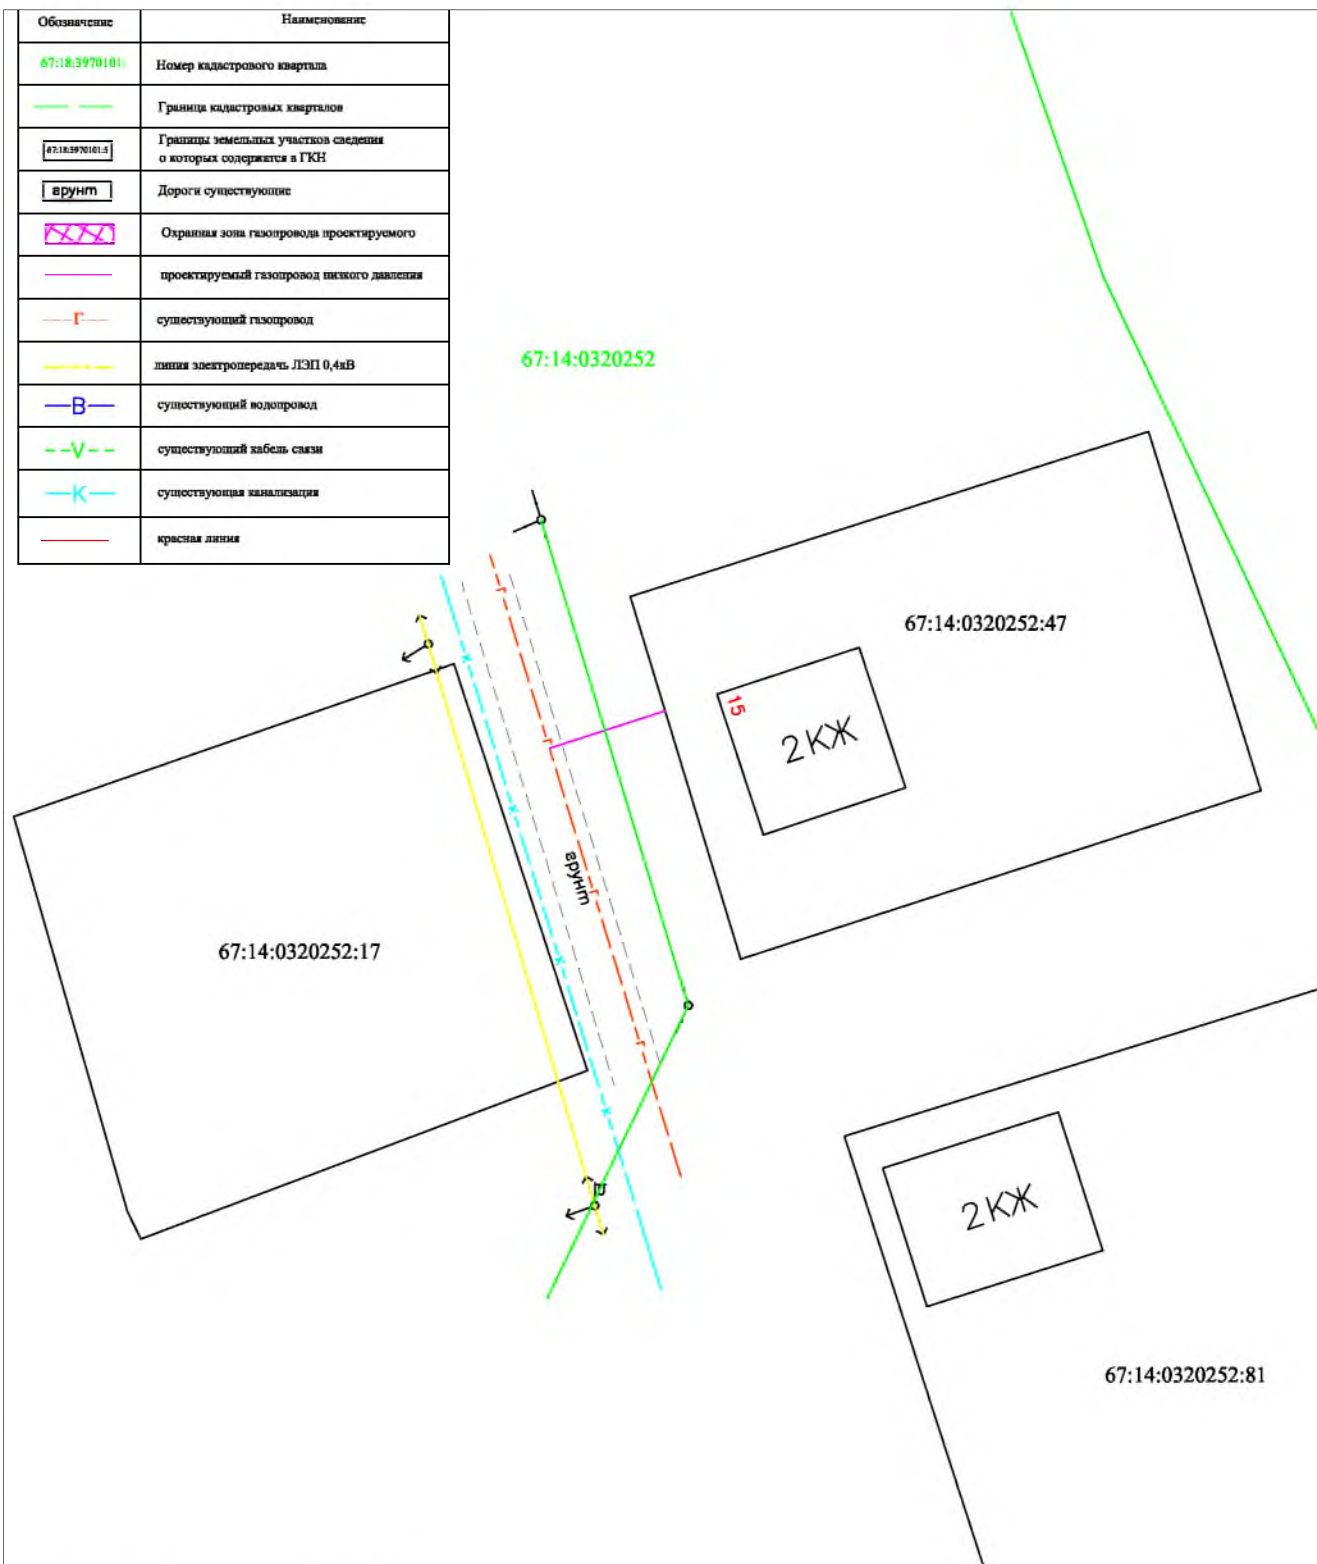 Обозначение Наименование
67:18:3970101: Номер кадастрового квартала
Граница кадастровых кварталов
67:18:3970101:5 Границы земельных участков сведения
о которых содержатся в ГКН
грунт Дороги существующие
Охранная зона газопровода проектируемого
проектируемый газопровод низкого давления
Г существующий газопровод
линия электропередачь ЛЭП 0,4кВ
В существующий водопровод
V существующий кабель связи
К существующая канализация
красная линия
67:14:0320252
67:14:0320252:47
15
2КЖ
Г
К
Г
К
грунт
Г
67:14:0320252:17
К
Г
К
2КЖ
67:14:0320252:81